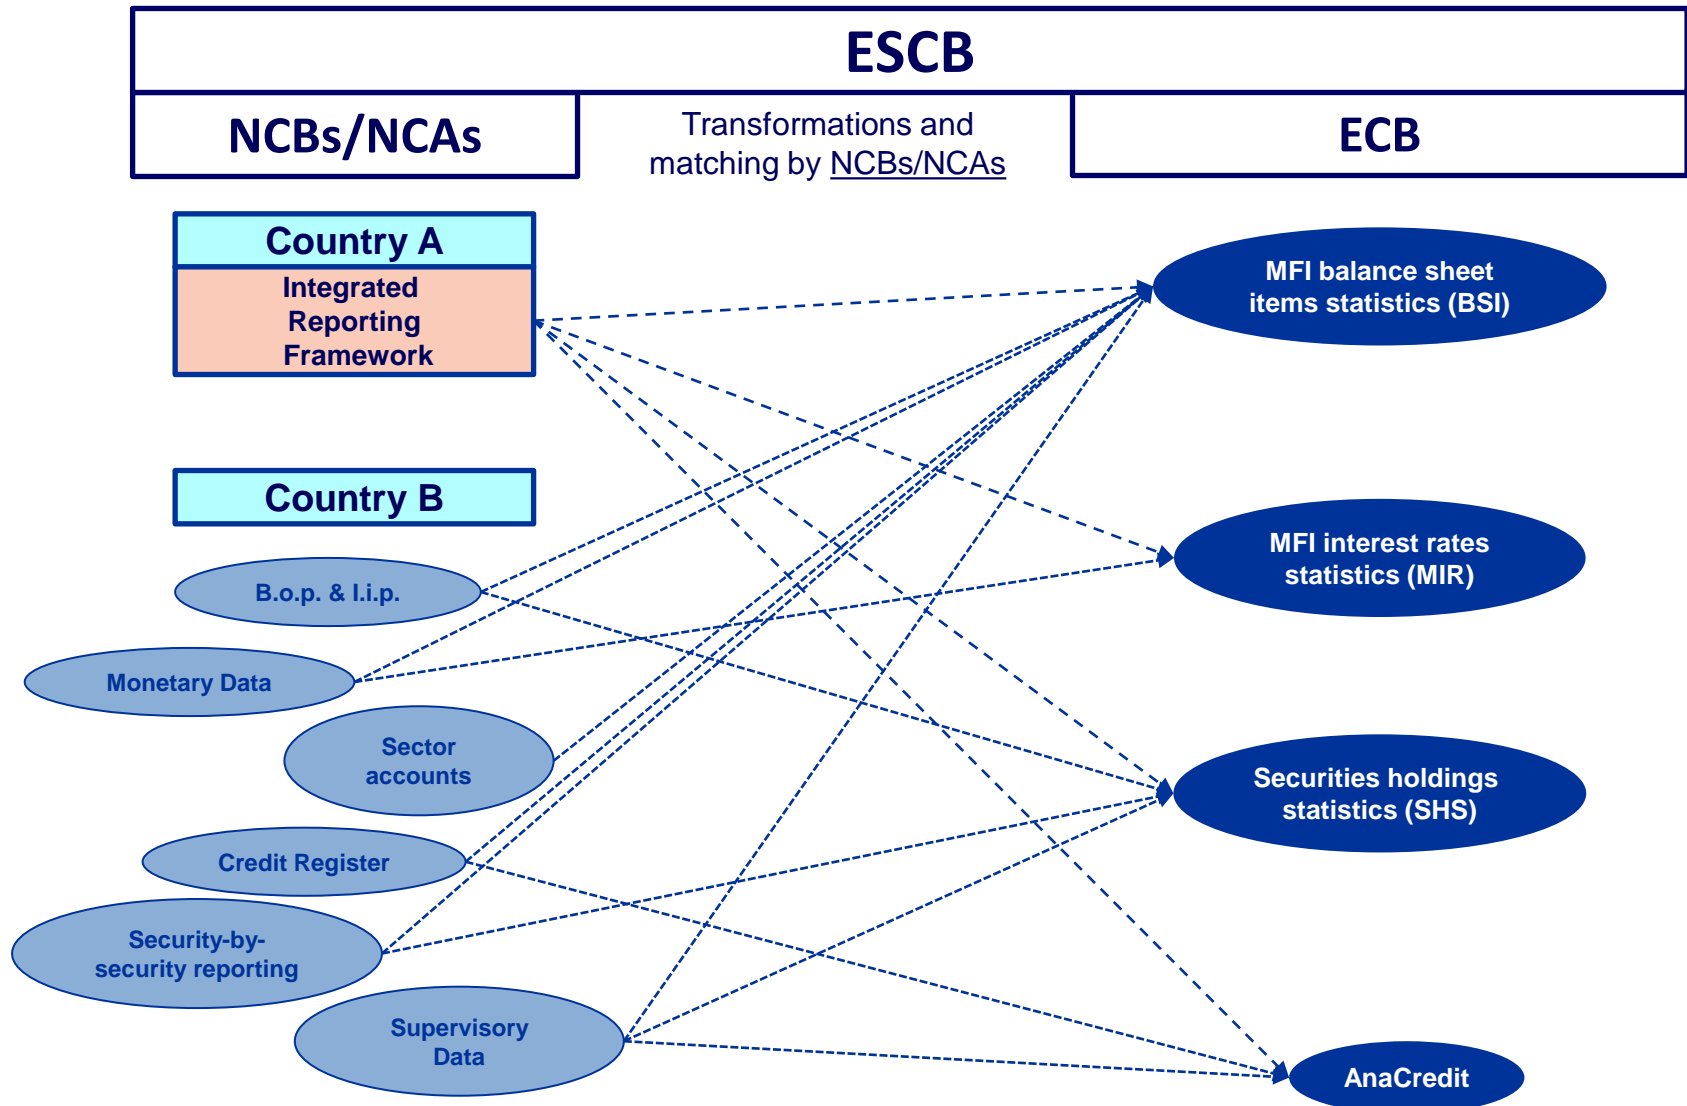 ESCB
NCBs/NCAs
Transformations and
matching by NCBs/NCAs
ECB
Country A
Integrated
Reporting
Framework
Country B
B.o.p. & I.i.p.
Monetary Data
Sector
accounts
Credit Register
Security-by-
security reporting
Supervisory
Data
MFI balance sheet
items statistics (BSI)
MFI interest rates
statistics (MIR)
Securities holdings
statistics (SHS)
AnaCredit